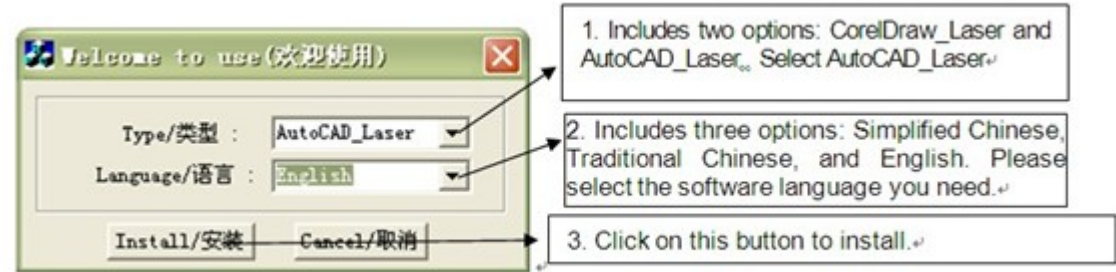 Welcome to use(欢迎使用)
Type/类型 : AutoCAD_Laser
Language/语言 : English
Install/安装 Cancel/取消
1. Includes two options: CorelDraw_Laser and
AutoCAD_Laser。 Select AutoCAD_Laser↵
2. Includes three options: Simplified Chinese,
Traditional Chinese, and English. Please
select the software language you need.↵
3. Click on this button to install.↵